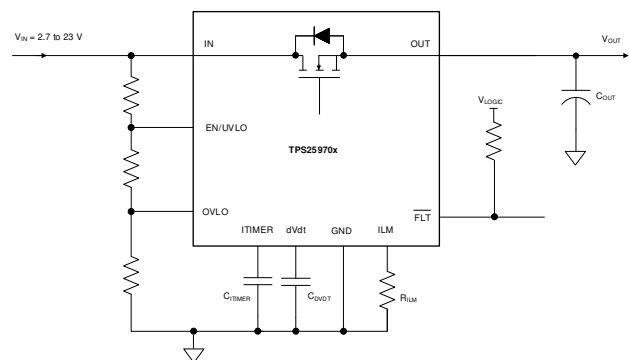 V_IN = 2.7 to 23 V
IN
OUT
V_OUT
C_OUT
V_LOGIC
EN/UVLO
TPS25970x
OVLO
FLT
ITIMER
dVdt
GND
ILM
C_ITIMER
C_DVDT
R_ILM